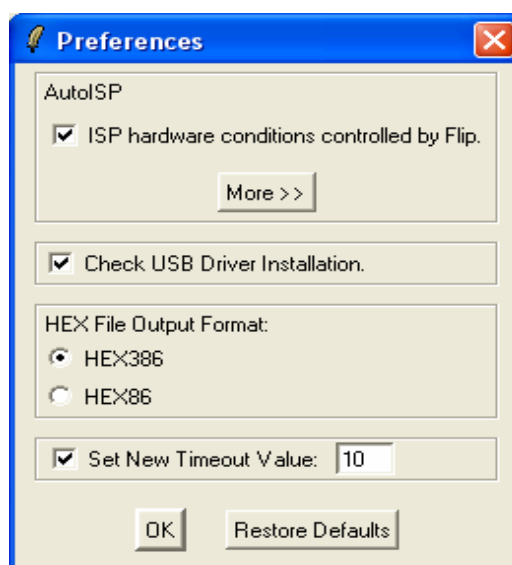 Preferences
AutoISP
ISP hardware conditions controlled by Flip.
More >>
Check USB Driver Installation.
HEX File Output Format:
HEX386
HEX86
Set New Timeout Value: 10
OK Restore Defaults